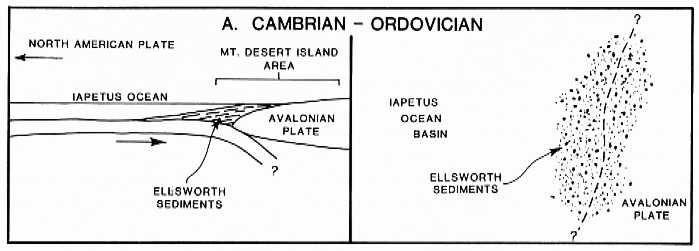 A. CAMBRIAN - ORDOVICIAN
NORTH AMERICAN PLATE
MT. DESERT ISLAND
AREA
IAPETUS OCEAN
AVALONIAN
PLATE
?
ELLSWORTH
SEDIMENTS
?
IAPETUS
OCEAN
BASIN
ELLSWORTH
SEDIMENTS
AVALONIAN
PLATE
?